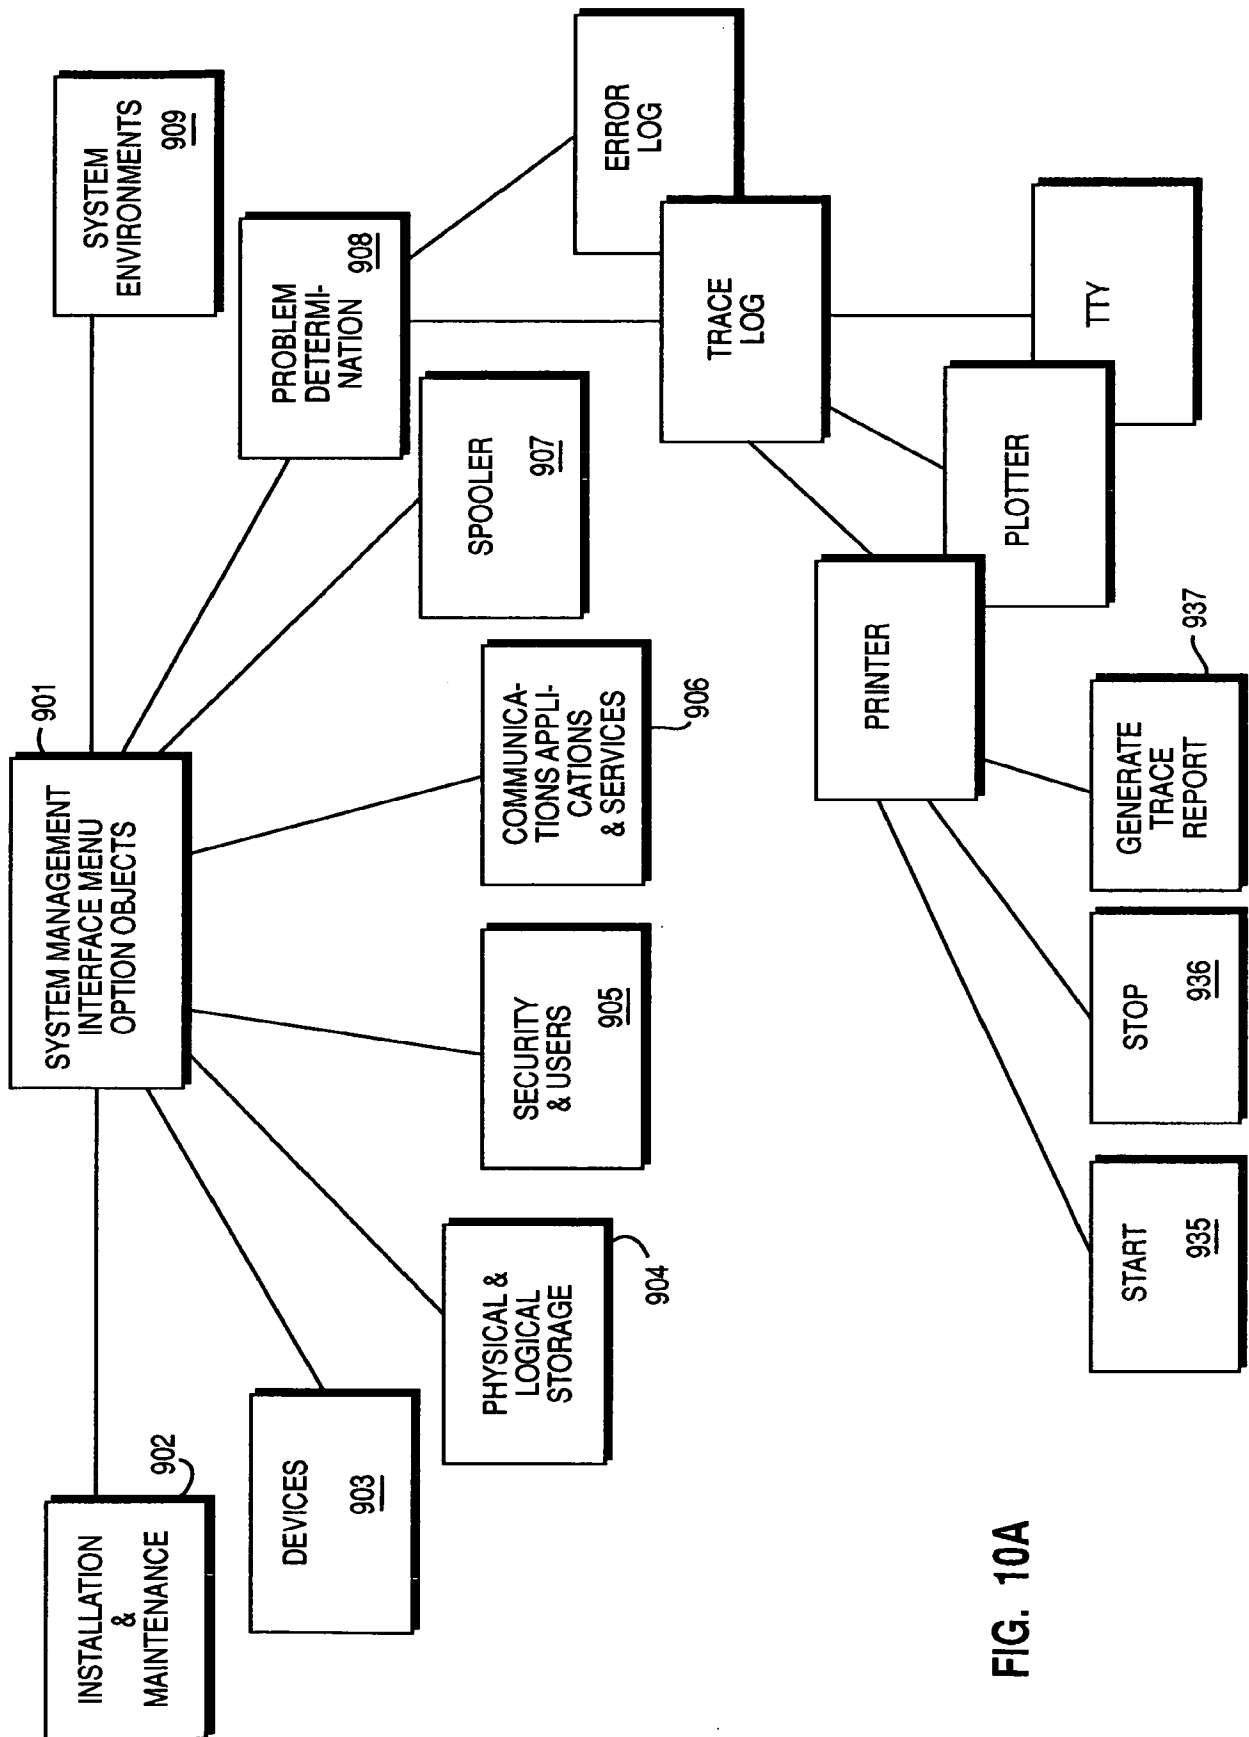 SYSTEM MANAGEMENT
INTERFACE MENU
OPTION OBJECTS
901
INSTALLATION
&
MAINTENANCE
902
DEVICES
903
PHYSICAL &
LOGICAL
STORAGE
904
SECURITY
& USERS
905
COMMUNICA-
TIONS APPLI-
CATIONS
& SERVICES
906
SPOOLER
907
PROBLEM
DETERMI-
NATION
908
SYSTEM
ENVIRONMENTS
909
ERROR
LOG
TRACE
LOG
PRINTER
PLOTTER
TTY
START
935
STOP
936
GENERATE
TRACE
REPORT
937
FIG. 10A